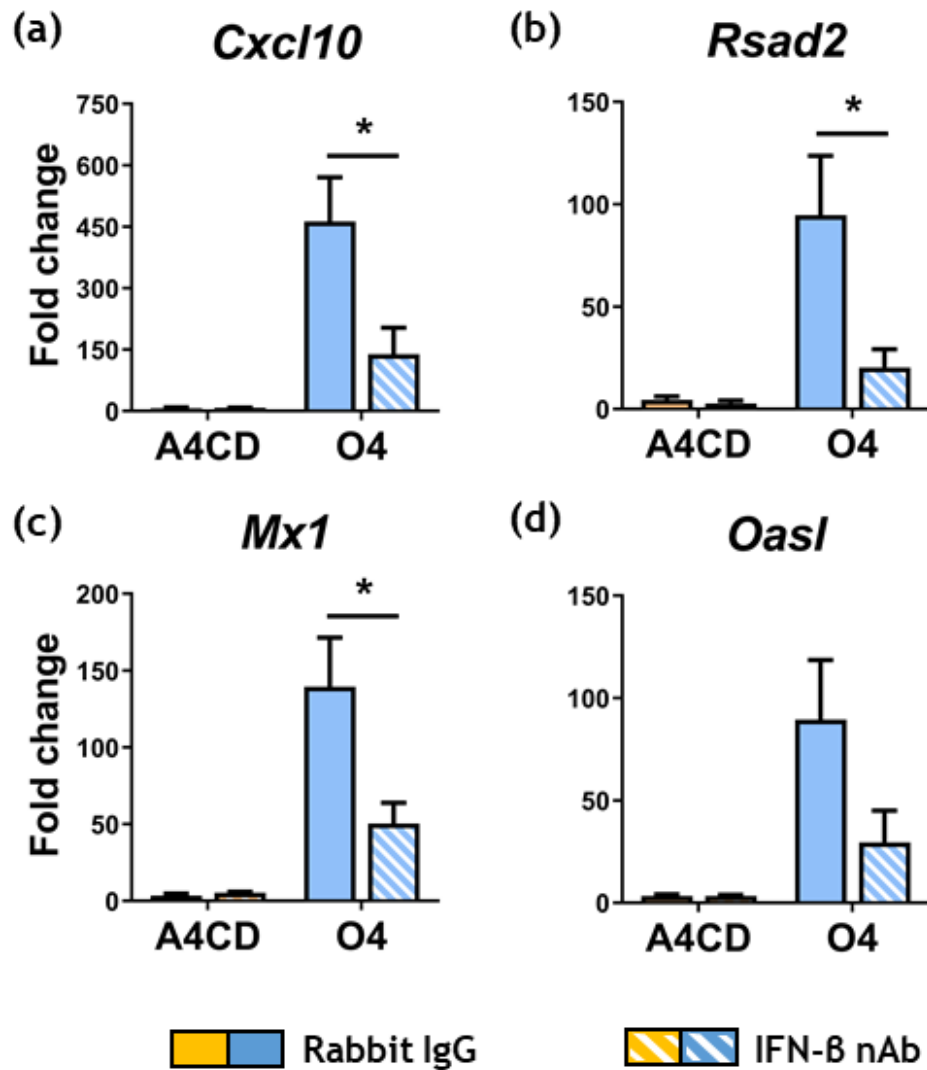 (a) Cxcl10
Fold change
750
600
450
300
150
0
*
A4CD O4
(b) Rsad2
150
100
50
0
*
A4CD O4
(c) Mx1
Fold change
200
150
100
50
0
*
A4CD O4
(d) Oasl
150
100
50
0
A4CD O4
Rabbit IgG IFN-ß nAb